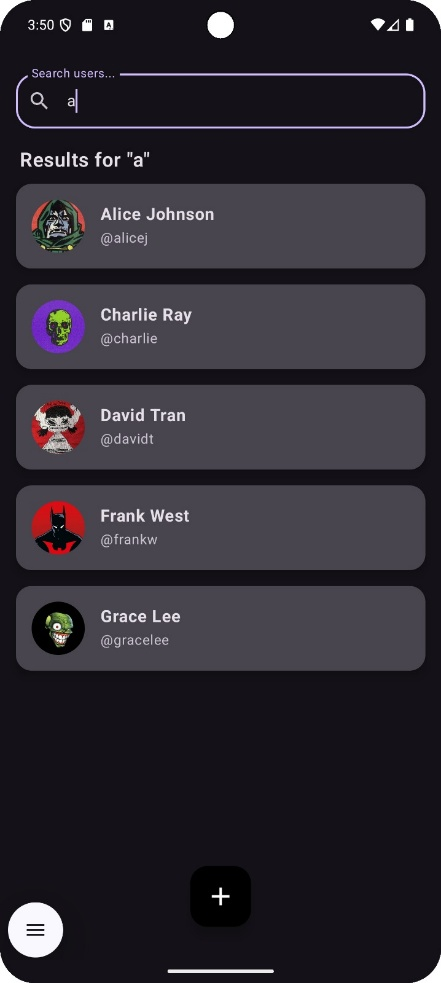 3:50
Search users...
a
Results for "a"
Alice Johnson
@alicej
Charlie Ray
@charlie
David Tran
@davidt
Frank West
@frankw
Grace Lee
@gracelee